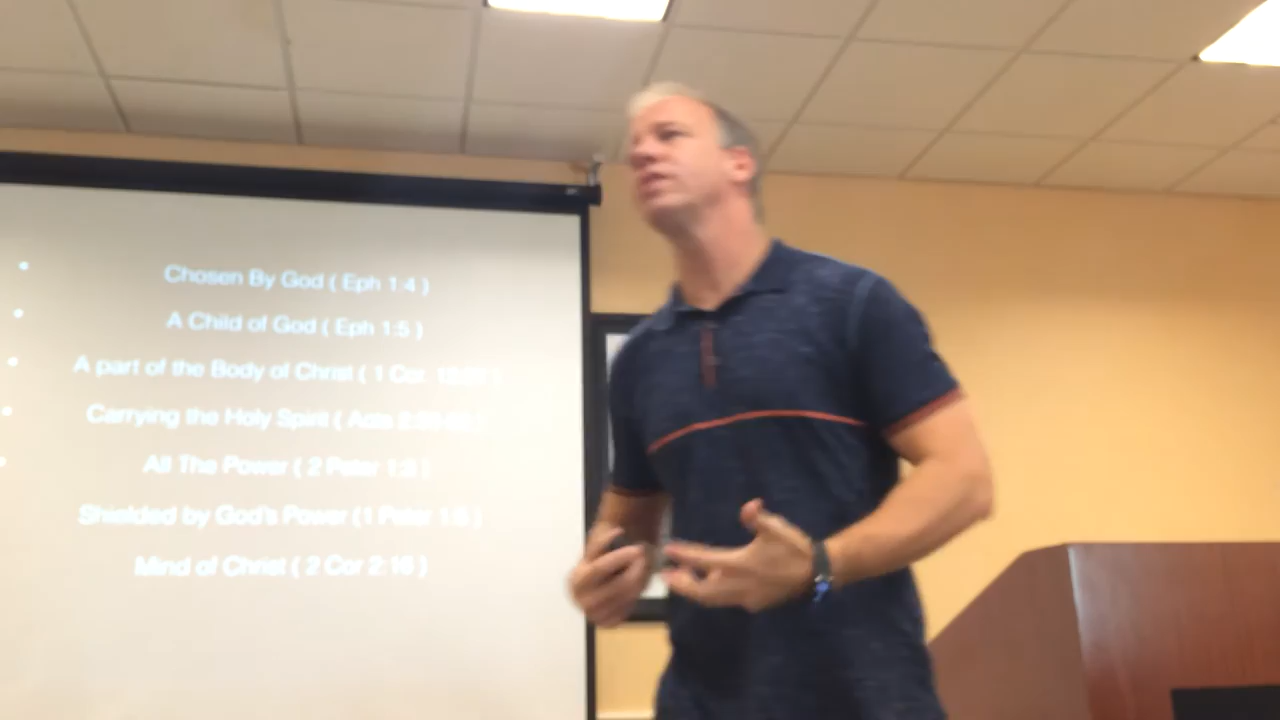 Chosen By God ( Eph 1:4 )
A Child of God ( Eph 1:5 )
A part of the Body of Christ ( 1 Cor.
Carrying the Holy Spirit ( Acts
All The Power ( 2 Peter 1:3 )
Shielded by God's Power (1 Peter 1:5 )
Mind of Christ ( 2 Cor 2:16 )